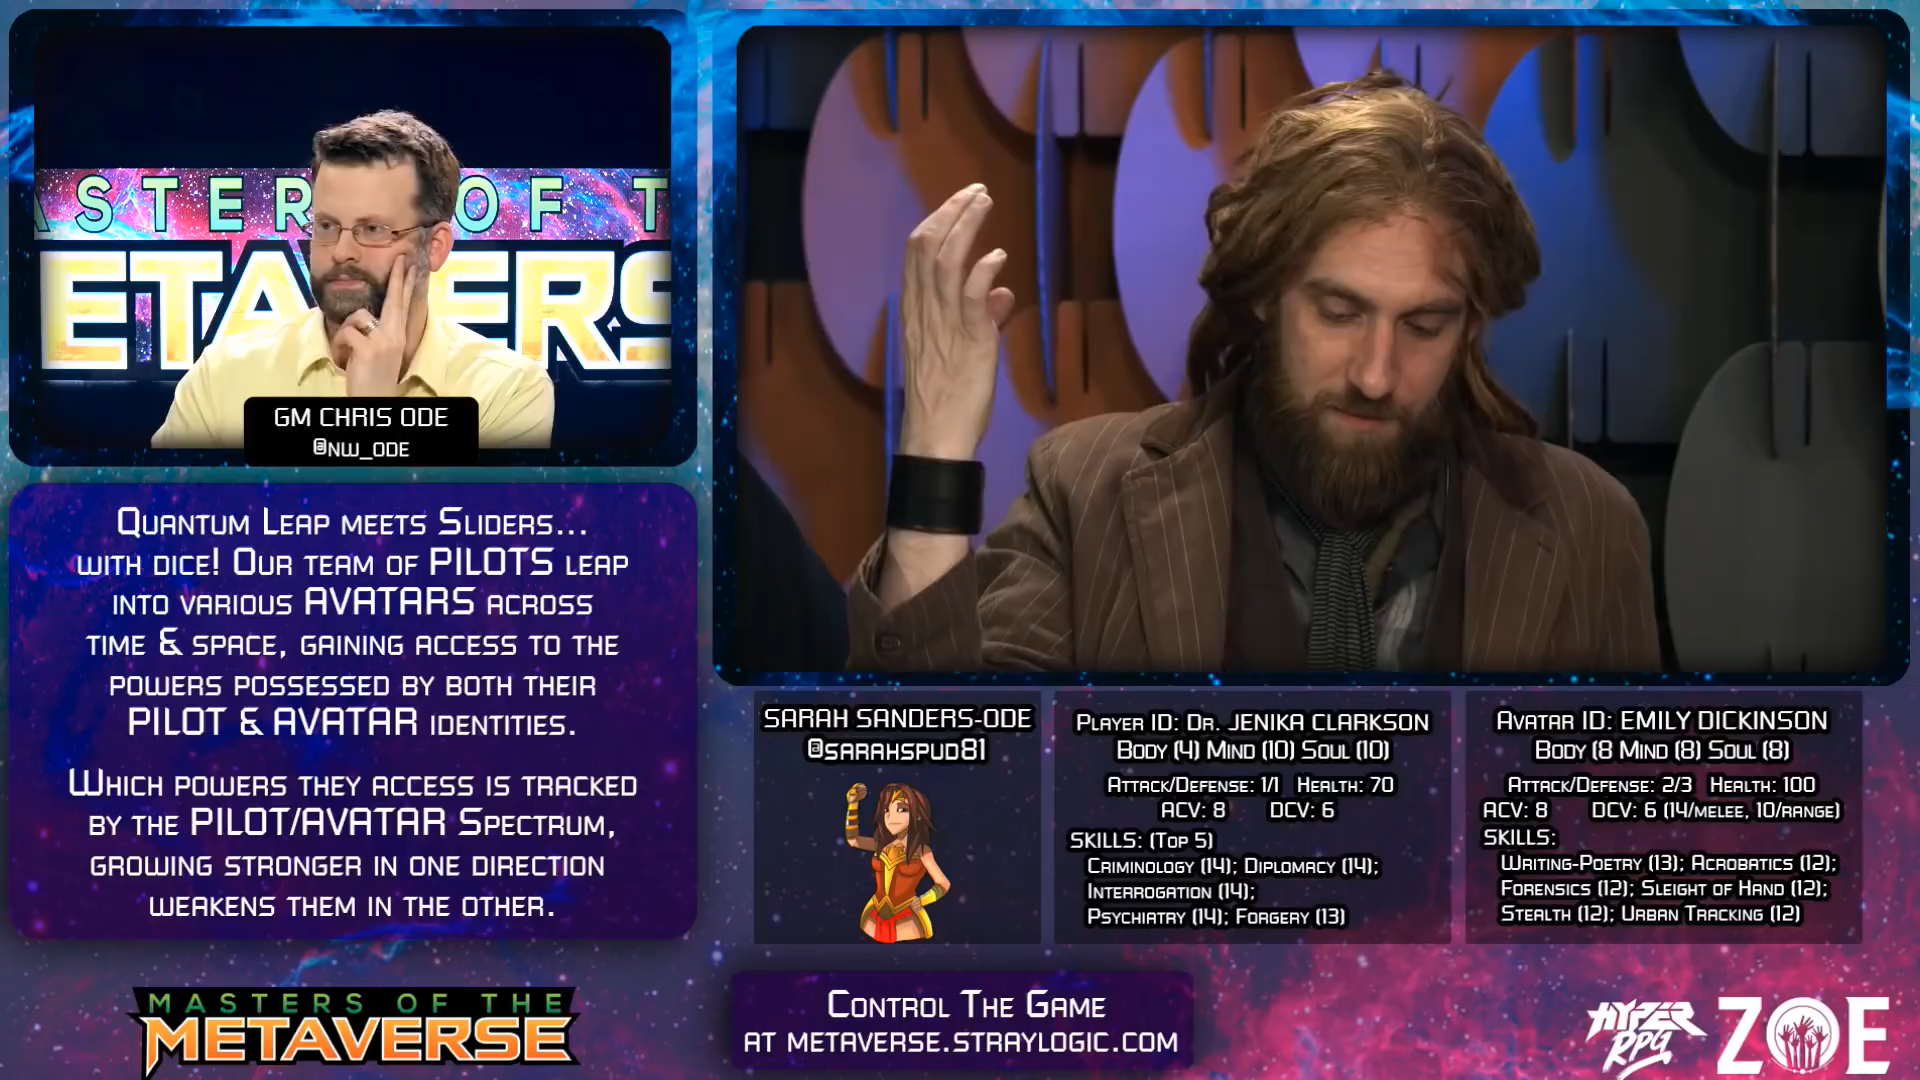 ASTERS OF T
ETAVERS
GM CHRIS ODE
@NW_ODE
QUANTUM LEAP MEETS SLIDERS...
WITH DICE! OUR TEAM OF PILOTS LEAP
INTO VARIOUS AVATARS ACROSS
TIME & SPACE, GAINING ACCESS TO THE
POWERS POSSESSED BY BOTH THEIR
PILOT & AVATAR IDENTITIES.
WHICH POWERS THEY ACCESS IS TRACKED
BY THE PILOT/AVATAR SPECTRUM,
GROWING STRONGER IN ONE DIRECTION
WEAKENS THEM IN THE OTHER.
SARAH SANDERS-ODE
@SARAHSPUD81
PLAYER ID: DR. JENIKA CLARKSON
BODY (4) MIND (10) SOUL (10)
ATTACK/DEFENSE: 1/1 HEALTH: 70
ACV: 8 DCV: 6
SKILLS: (TOP 5)
CRIMINOLOGY (14); DIPLOMACY (14);
INTERROGATION (14);
PSYCHIATRY (14); FORGERY (13)
AVATAR ID: EMILY DICKINSON
BODY (8 MIND (8) SOUL (8)
ATTACK/DEFENSE: 2/3 HEALTH: 100
ACV: 8 DCV: 6 (14/MELEE, 10/RANGE)
SKILLS:
WRITING-POETRY (13); ACROBATICS (12);
FORENSICS (12); SLEIGHT OF HAND (12);
STEALTH (12); URBAN TRACKING (12)
MASTERS OF THE
METAVERSE
CONTROL THE GAME
AT METAVERSE.STRAYLOGIC.COM
HYPER
RPG
ZOE